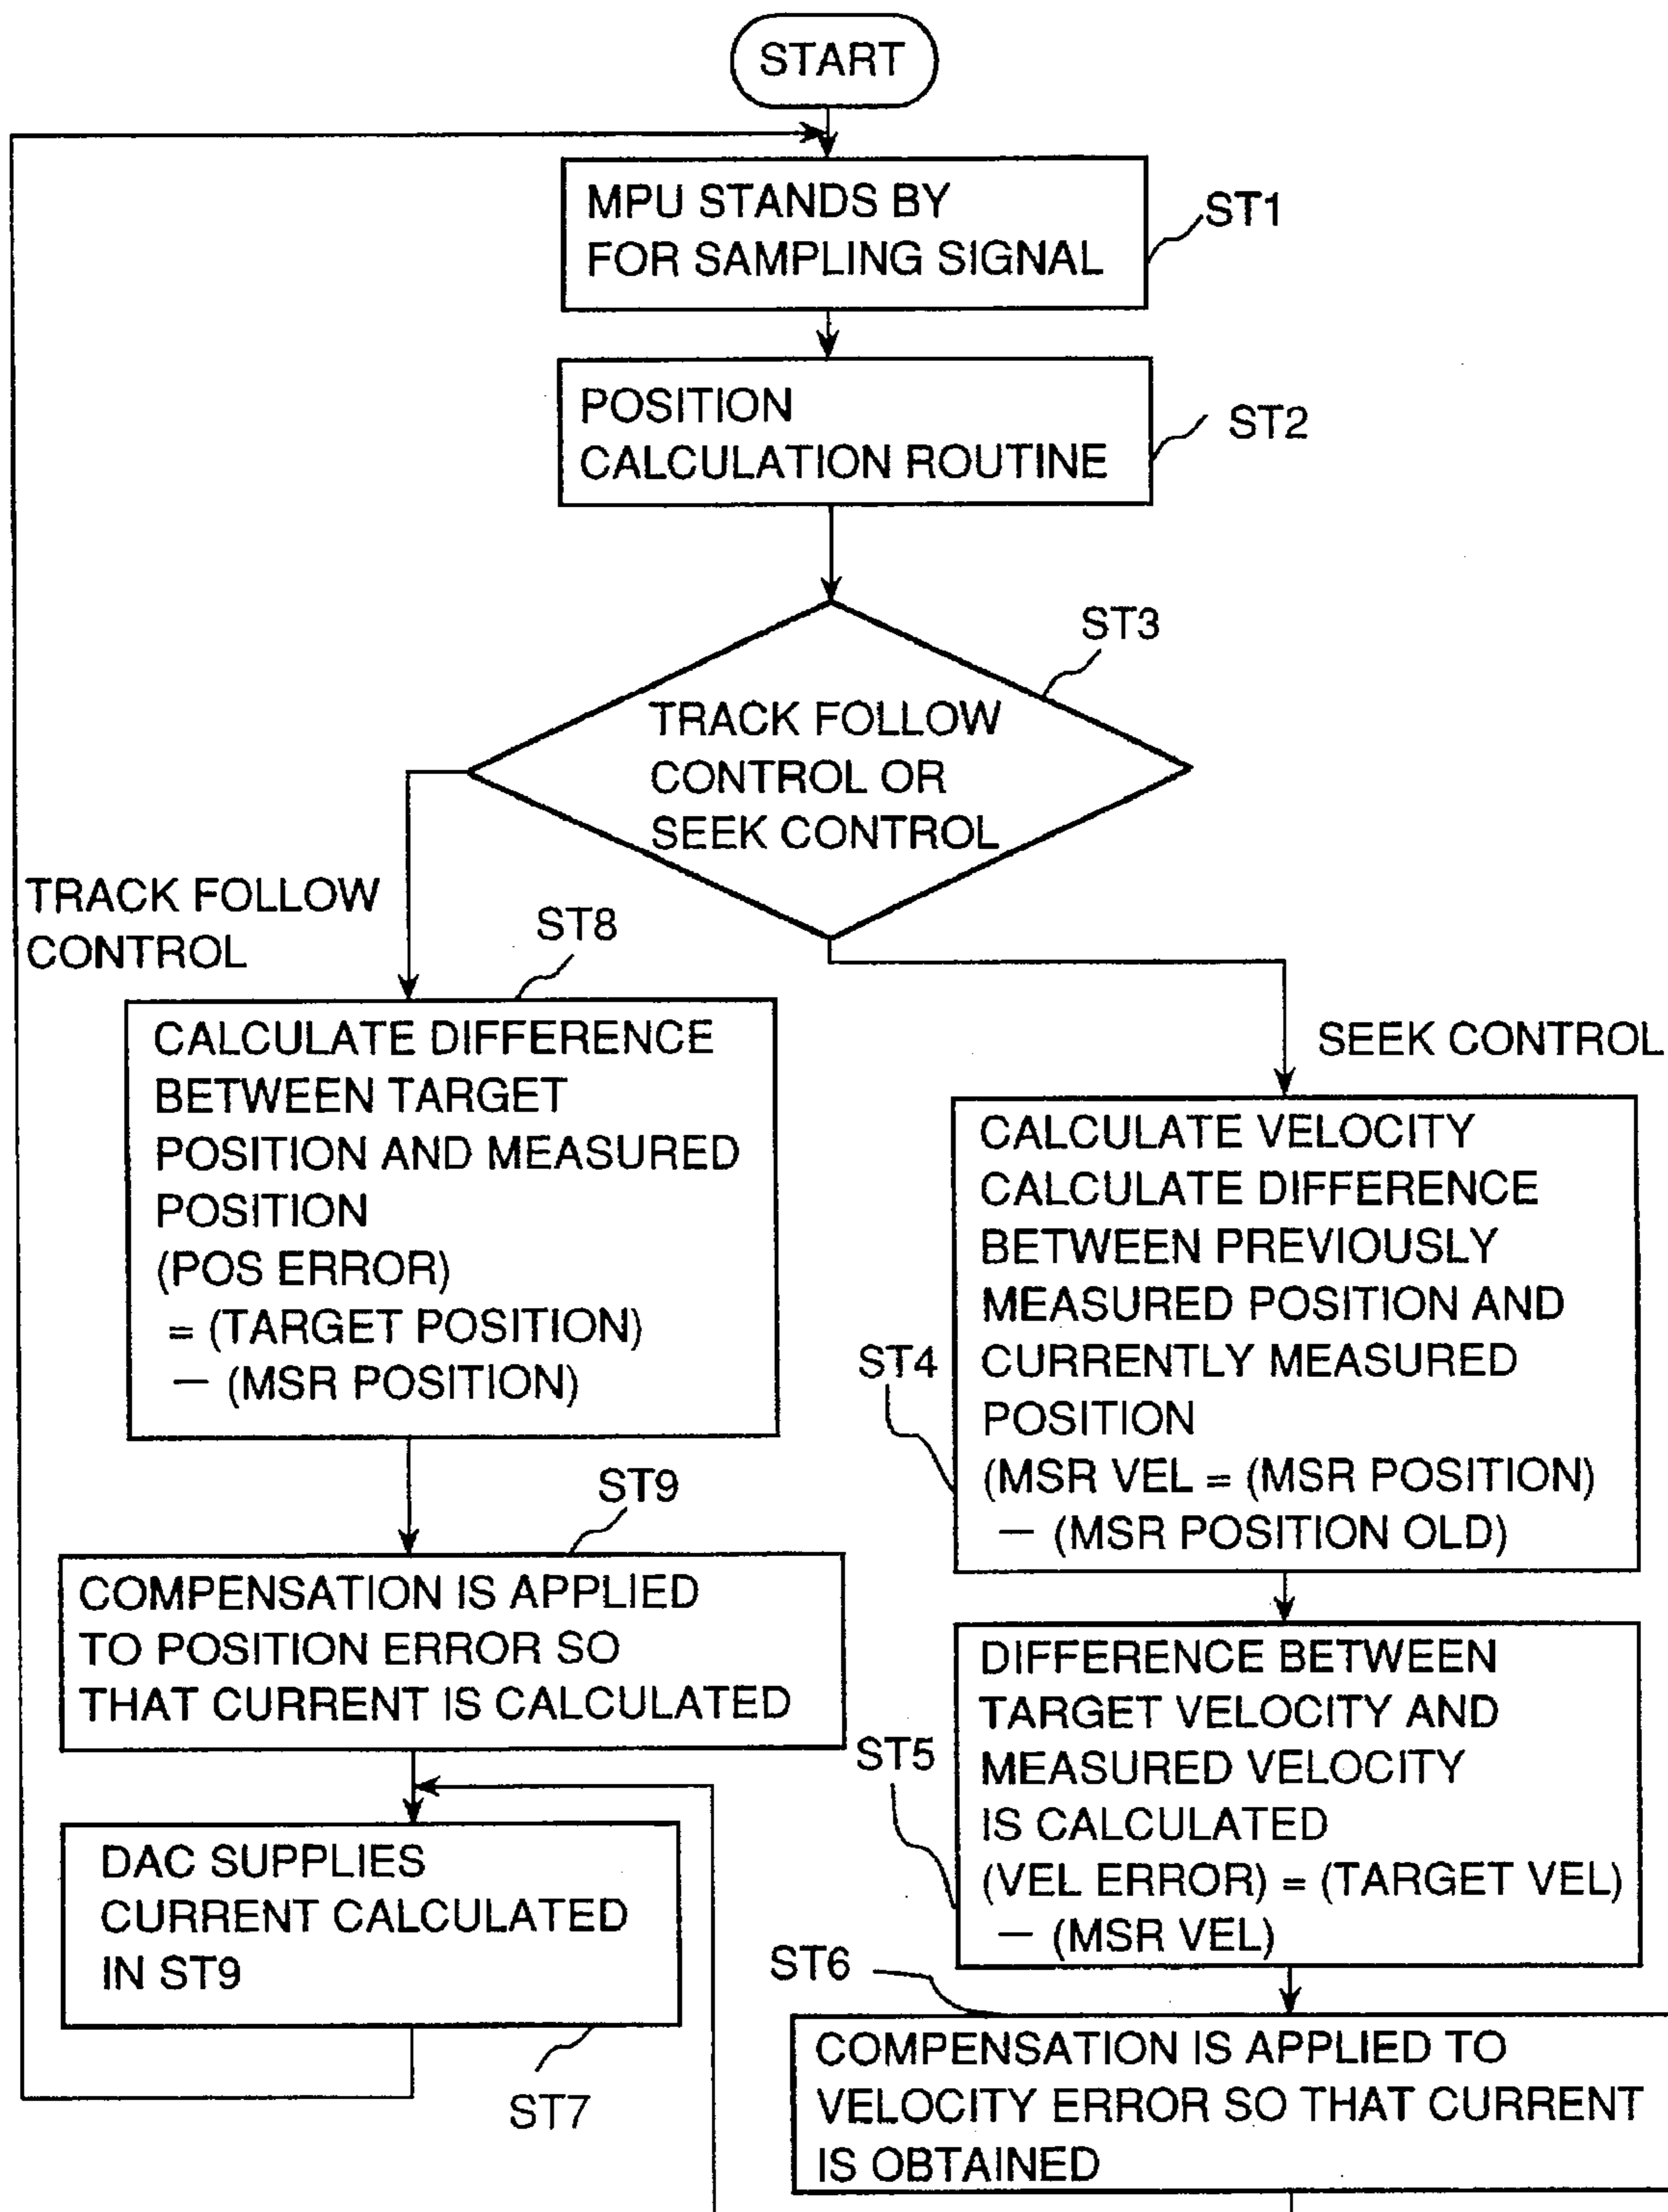 START
MPU STANDS BY
FOR SAMPLING SIGNAL
ST1
POSITION
CALCULATION ROUTINE
ST2
ST3
TRACK FOLLOW
CONTROL OR
SEEK CONTROL
TRACK FOLLOW
CONTROL
ST8
CALCULATE DIFFERENCE
BETWEEN TARGET
POSITION AND MEASURED
POSITION
(POS ERROR)
= (TARGET POSITION)
— (MSR POSITION)
SEEK CONTROL
ST4
CALCULATE VELOCITY
CALCULATE DIFFERENCE
BETWEEN PREVIOUSLY
MEASURED POSITION AND
CURRENTLY MEASURED
POSITION
(MSR VEL = (MSR POSITION)
— (MSR POSITION OLD)
ST9
COMPENSATION IS APPLIED
TO POSITION ERROR SO
THAT CURRENT IS CALCULATED
ST5
DIFFERENCE BETWEEN
TARGET VELOCITY AND
MEASURED VELOCITY
IS CALCULATED
(VEL ERROR) = (TARGET VEL)
— (MSR VEL)
DAC SUPPLIES
CURRENT CALCULATED
IN ST9
ST7
ST6
COMPENSATION IS APPLIED TO
VELOCITY ERROR SO THAT CURRENT
IS OBTAINED